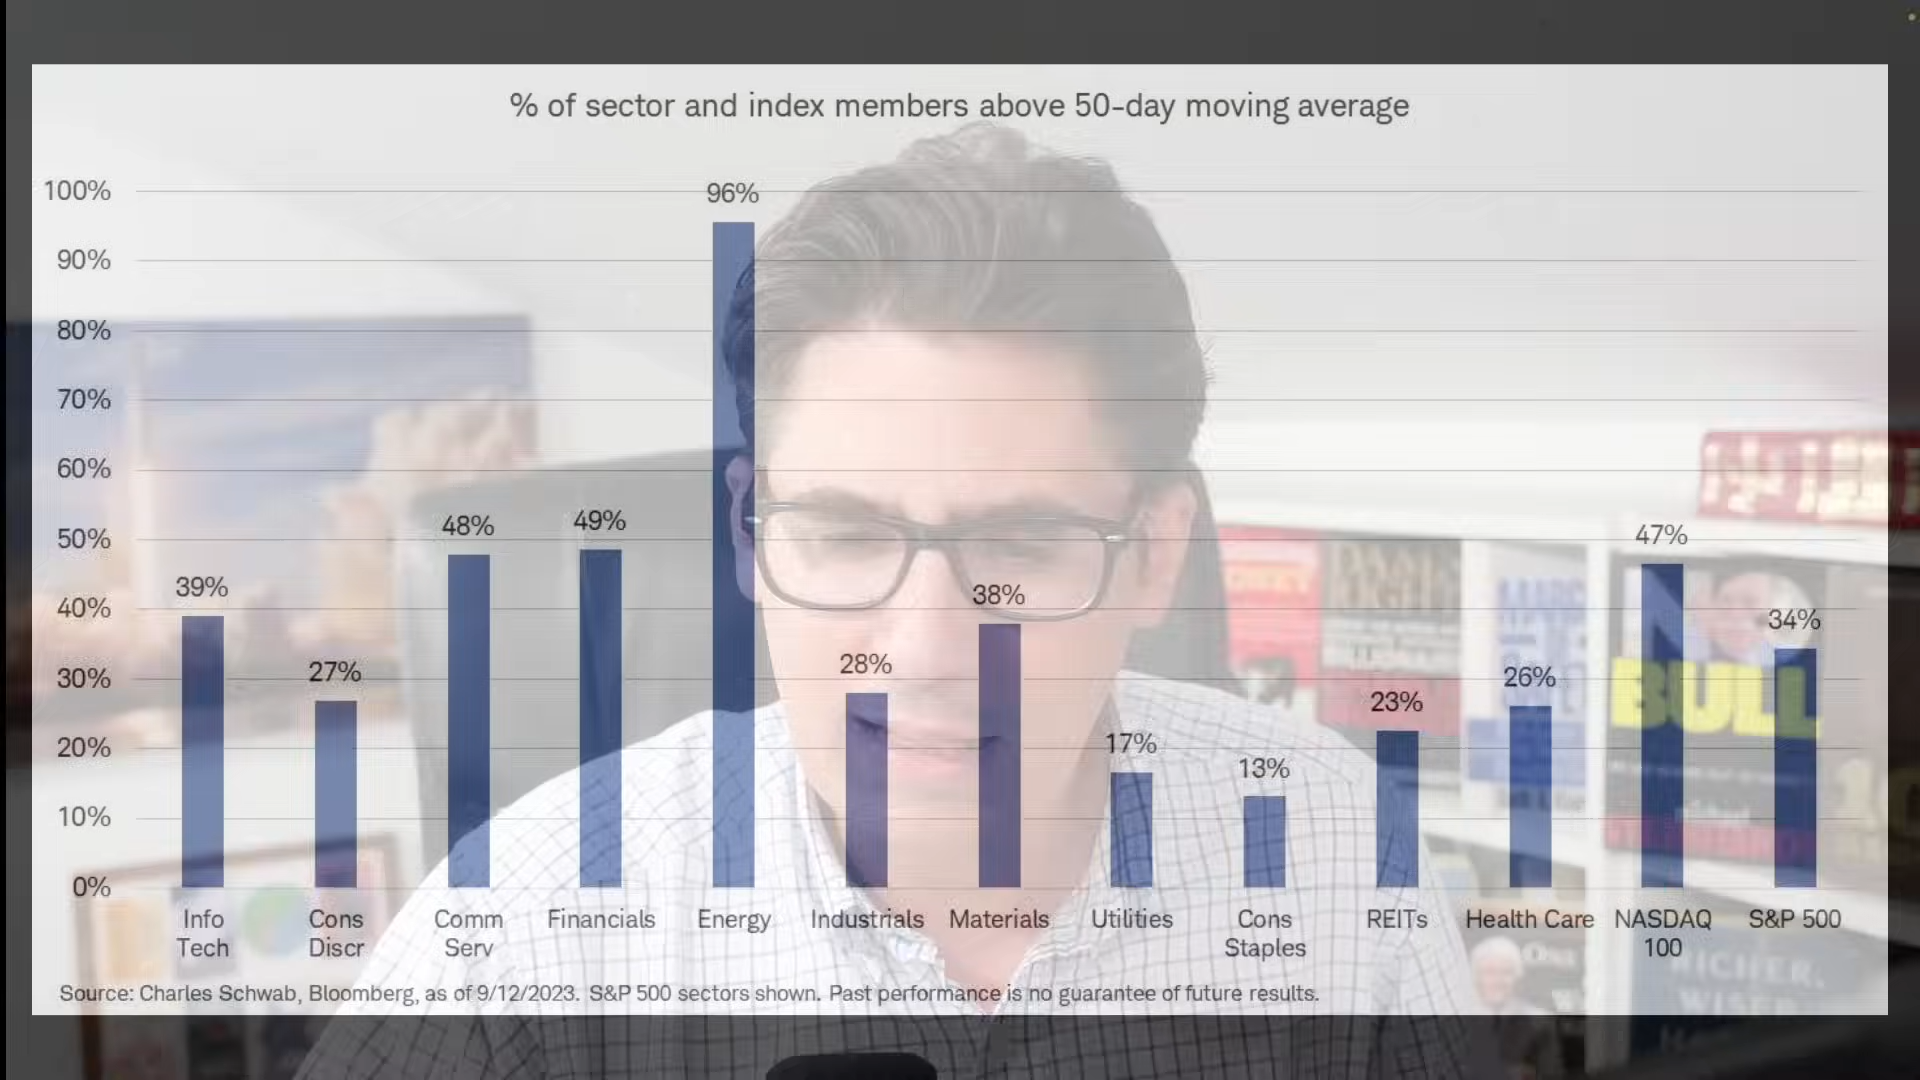 % of sector and index members above 50-day moving average
100%
90%
80%
70%
60%
50%
40%
30%
20%
10%
0%
39%
27%
48%
49%
96%
28%
38%
17%
13%
23%
26%
47%
34%
Info
Tech
Cons
Discr
Comm
Serv
Financials
Energy
Industrials
Materials
Utilities
Cons
Staples
REITs
Health Care
NASDAQ
100
S&P 500
Source: Charles Schwab, Bloomberg, as of 9/12/2023. S&P 500 sectors shown. Past performance is no guarantee of future results.
BULL
RICHER,
WISER,